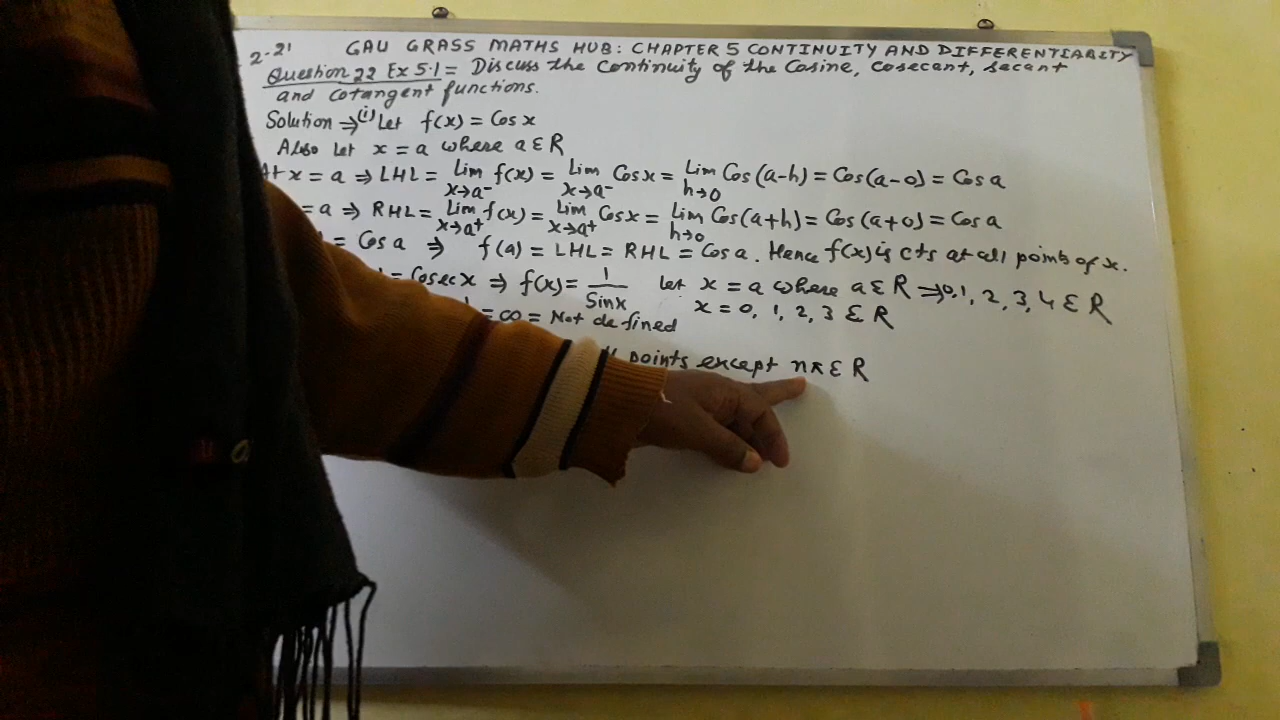 2.21 GAU GRASS MATHS HUB: CHAPTER 5 CONTINUITY AND DIFFERENTIABLTY
Question 22 Ex 5.1 = Discuss the Continuity of the Cosine, cosecant, secant
and cotangent functions.
Solution ⇒ (i) Let f(x) = Cos x
Also Let x = a where a ε R
At x = a ⇒ LHL = Lim x→a⁻ f(x) = Lim x→a⁻ Cos x = Lim h→0 Cos (a-h) = Cos(a-0) = Cos a
= a ⇒ RHL = Lim x→a⁺ f(x) = Lim x→a⁺ Cos x = Lim h→0 Cos (a+h) = Cos (a+0) = Cos a
= Cos a ⇒ f(a) = LHL = RHL = Cos a. Hence f(x) is cts at all points of x.
= Cosec x ⇒ f(x) = 1/Sin x Let x = a where a ε R ⇒ 0, 1, 2, 3, 4 ε R
= ∞ = Not defined x = 0, 1, 2, 3 ε R
points except nπ ε R